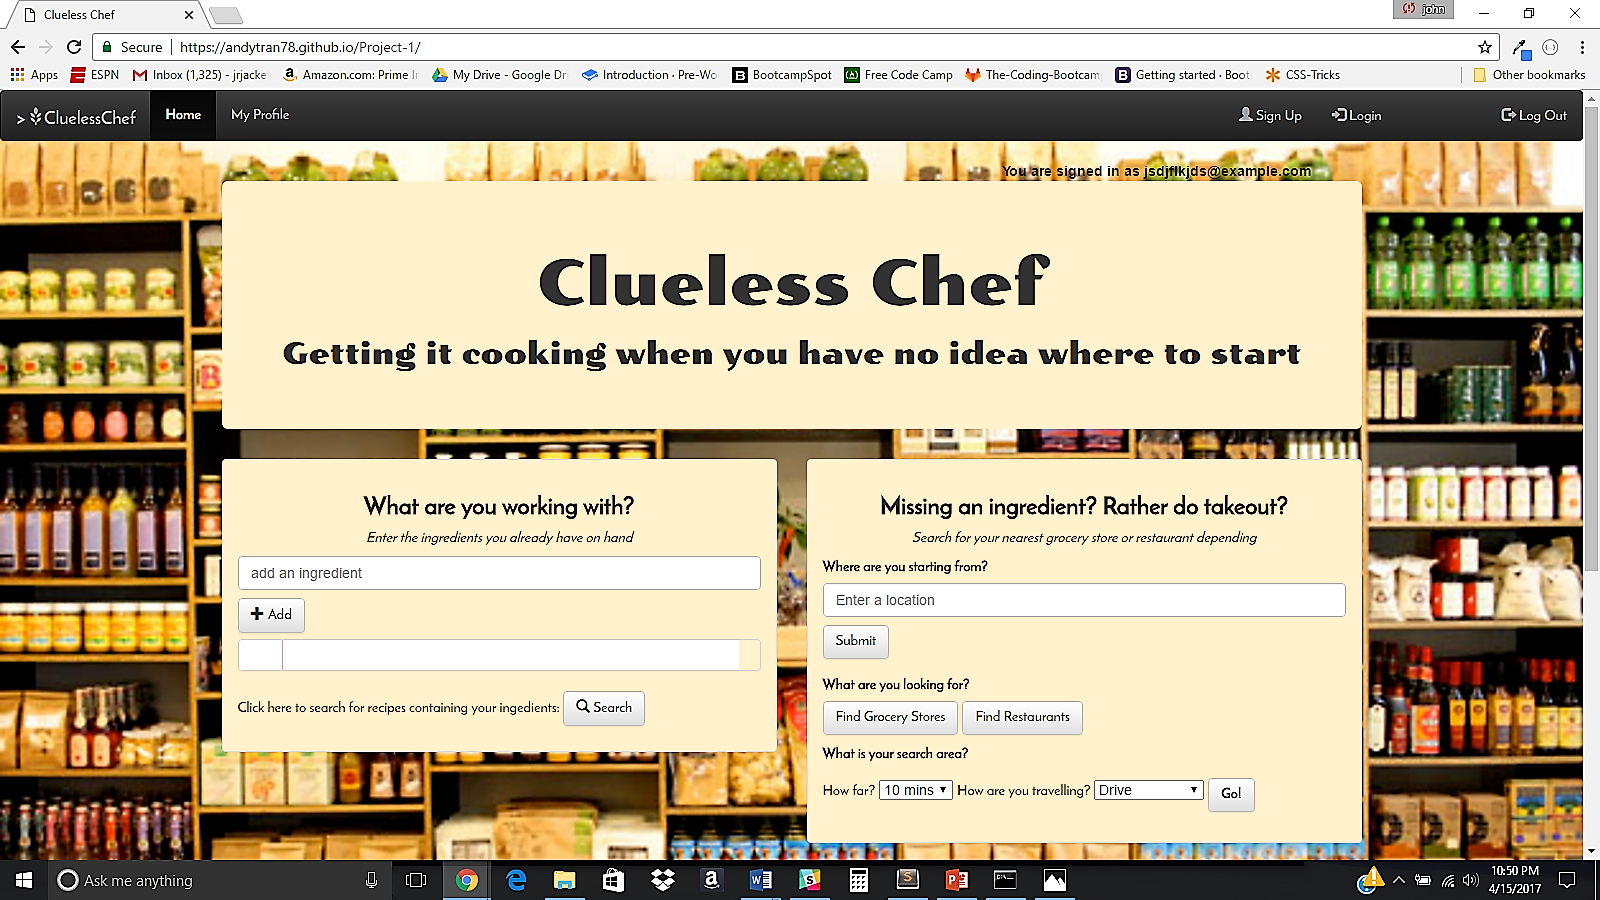 Clueless Chef
john
Secure | https://andytran78.github.io/Project-1/
Apps ESPN Inbox (1,325) - jrjacke Amazon.com: Prime In My Drive - Google Dri Introduction · Pre-Wo BootcampSpot Free Code Camp The-Coding-Bootcam Getting started · Boot CSS-Tricks Other bookmarks
> CluelessChef Home My Profile Sign Up Login Log Out
You are signed in as jsdjflkjds@example.com
Clueless Chef
Getting it cooking when you have no idea where to start
What are you working with?
Enter the ingredients you already have on hand
add an ingredient
Add
Click here to search for recipes containing your ingedients: Search
Missing an ingredient? Rather do takeout?
Search for your nearest grocery store or restaurant depending
Where are you starting from?
Enter a location
Submit
What are you looking for?
Find Grocery Stores Find Restaurants
What is your search area?
How far? 10 mins How are you travelling? Drive Go!
Ask me anything
10:50 PM
4/15/2017